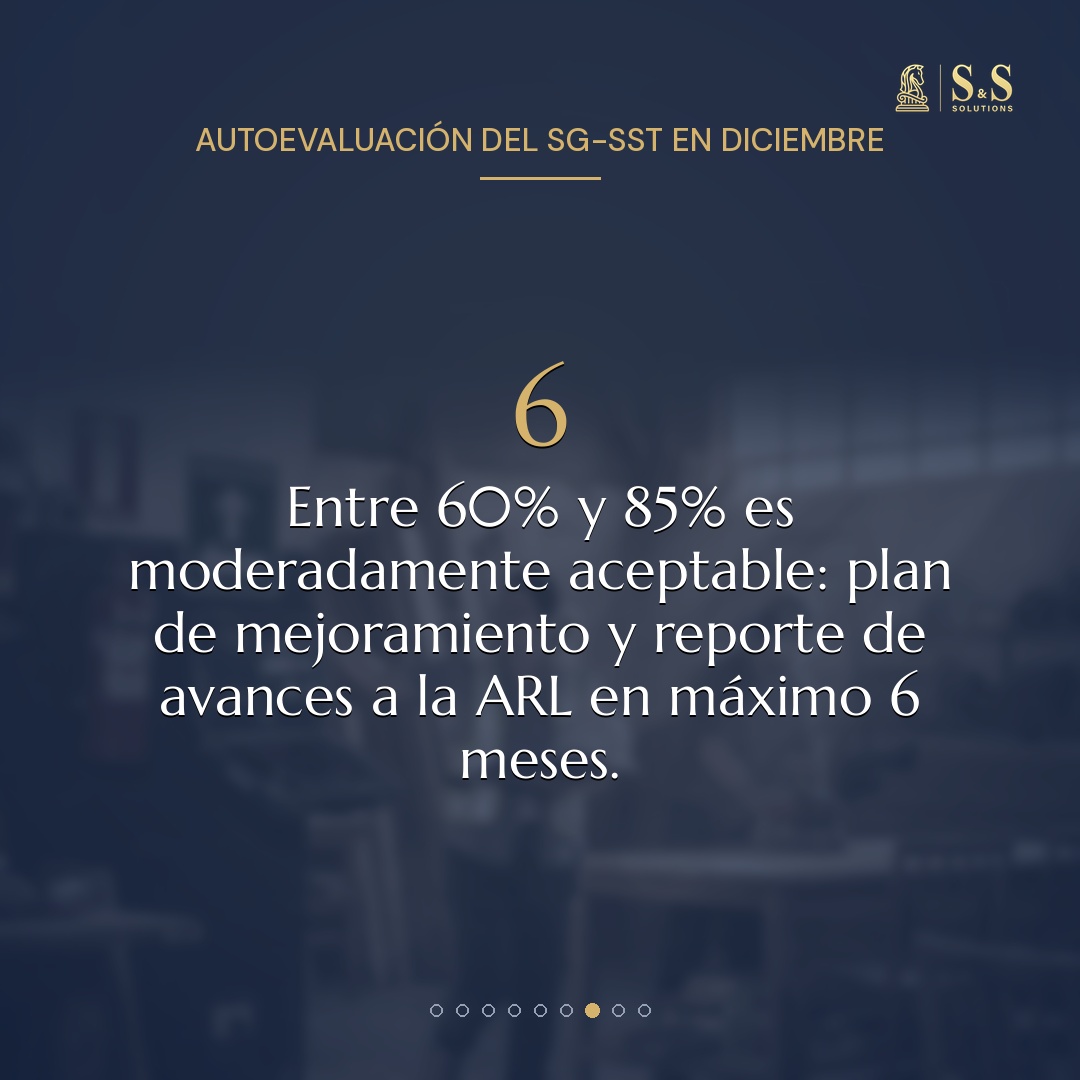 S&S
SOLUTIONS
AUTOEVALUACIÓN DEL SG-SST EN DICIEMBRE
6
Entre 60% y 85% es
moderadamente aceptable: plan
de mejoramiento y reporte de
avances a la ARL en máximo 6
meses.